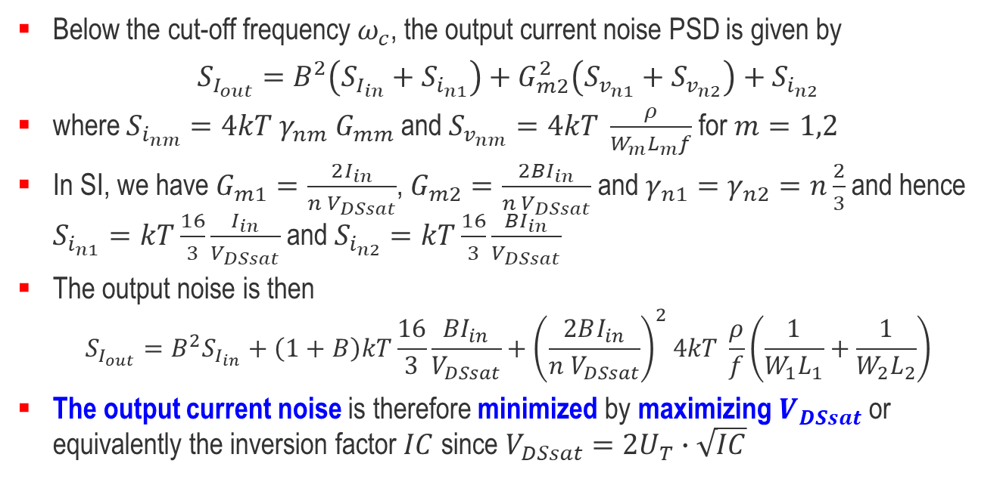 ▪ Below the cut-off frequency $\omega_c$, the output current noise PSD is given by
$S_{I_{out}} = B^2(S_{I_{in}} + S_{i_{n1}}) + G_{m2}^2(S_{v_{n1}} + S_{v_{n2}}) + S_{i_{n2}}$
▪ where $S_{i_{nm}} = 4kT\,\gamma_{nm}\,G_{mm}$ and $S_{v_{nm}} = 4kT\,\frac{\rho}{W_m L_m f}$ for $m = 1,2$
▪ In SI, we have $G_{m1} = \frac{2I_{in}}{n\,V_{DSsat}}$, $G_{m2} = \frac{2BI_{in}}{n\,V_{DSsat}}$ and $\gamma_{n1} = \gamma_{n2} = n\frac{2}{3}$ and hence
$S_{i_{n1}} = kT\frac{16}{3}\frac{I_{in}}{V_{DSsat}}$ and $S_{i_{n2}} = kT\frac{16}{3}\frac{BI_{in}}{V_{DSsat}}$
▪ The output noise is then
$S_{I_{out}} = B^2 S_{I_{in}} + (1 + B)kT\frac{16}{3}\frac{BI_{in}}{V_{DSsat}} + \left(\frac{2BI_{in}}{n\,V_{DSsat}}\right)^2 4kT\,\frac{\rho}{f}\left(\frac{1}{W_1L_1} + \frac{1}{W_2L_2}\right)$
▪ The output current noise is therefore minimized by maximizing $V_{DSsat}$ or
equivalently the inversion factor $IC$ since $V_{DSsat} = 2U_T \cdot \sqrt{IC}$